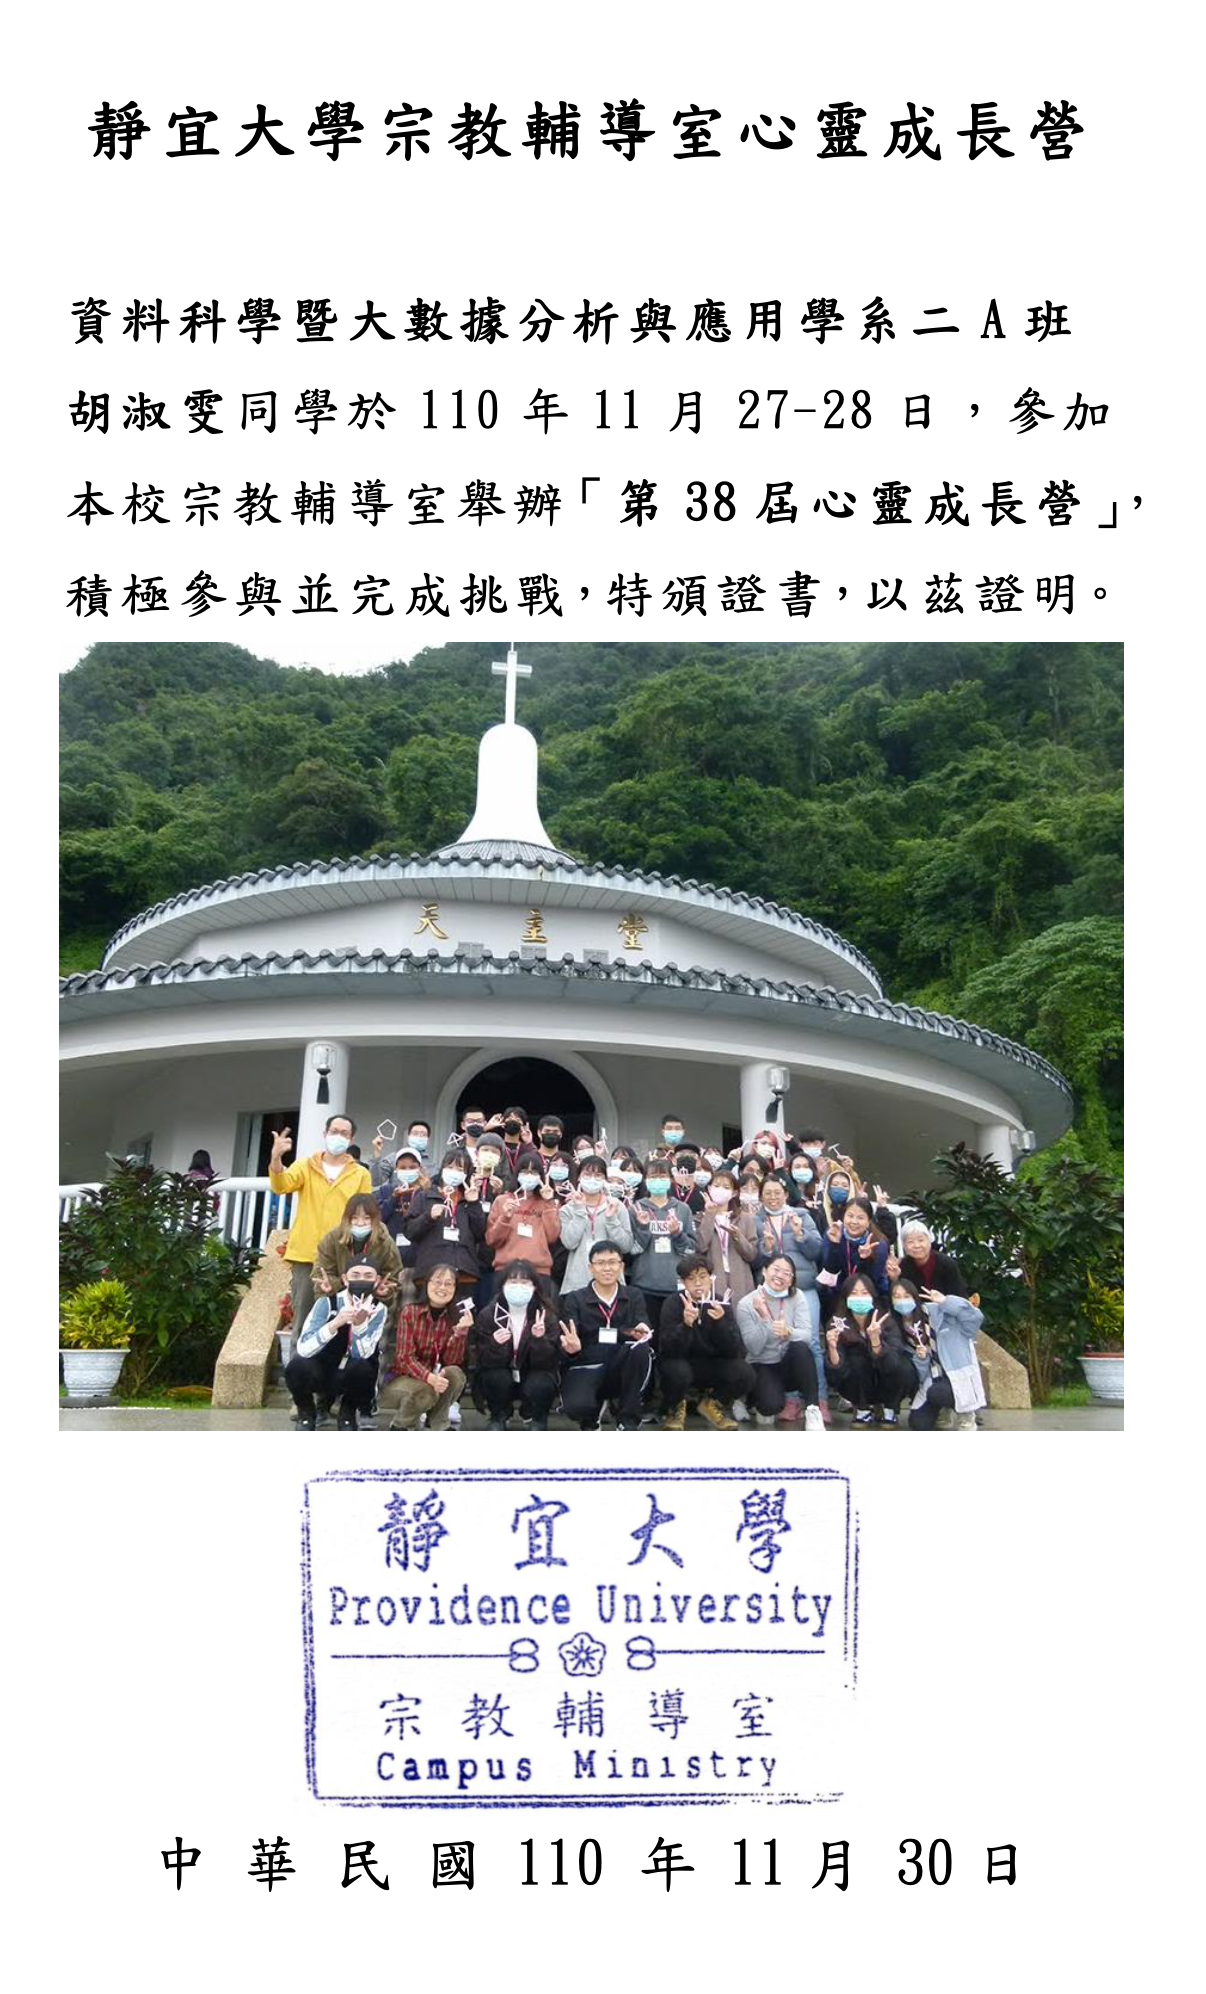 靜宜大學宗教輔導室心靈成長營
資料科學暨大數據分析與應用學系二 A 班
胡淑雯同學於 110 年 11 月 27-28 日，參加
本校宗教輔導室舉辦「第 38 屆心靈成長營」，
積極參與並完成挑戰，特頒證書，以茲證明。
天主堂
靜宜大學
Providence University
宗教輔導室
Campus Ministry
中華民國 110 年 11 月 30 日